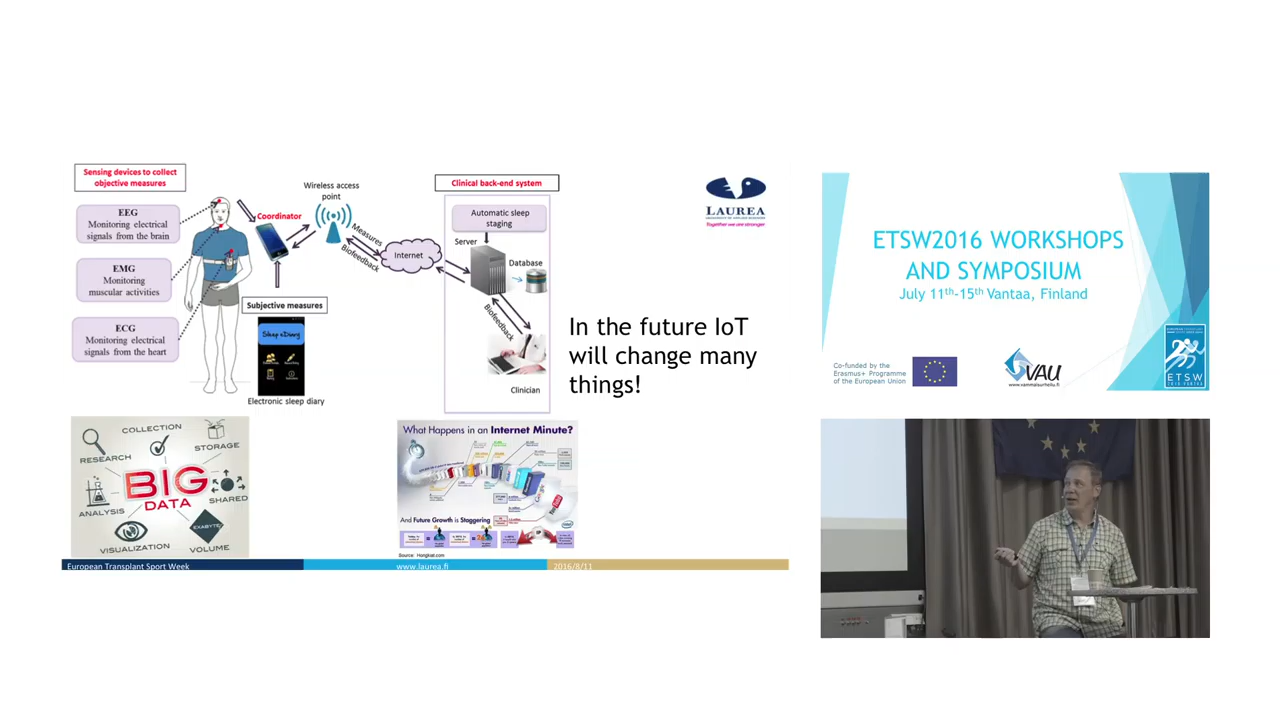 Sensing devices to collect
objective measures
EEG
Monitoring electrical
signals from the brain
EMG
Monitoring
muscular activities
ECG
Monitoring electrical
signals from the heart
Coordinator
Wireless access
point
Measures
Biofeedback
Internet
Subjective measures
Sleep eDiary
Electronic sleep diary
Clinical back-end system
Automatic sleep
staging
Server
Database
Biofeedback
Clinician
LAUREA
UNIVERSITY OF APPLIED SCIENCES
Together we are stronger
In the future IoT
will change many
things!
COLLECTION
RESEARCH
STORAGE
BIG
DATA
ANALYSIS
SHARED
VISUALIZATION
EXABYTE
VOLUME
What Happens in an Internet Minute?
And Future Growth is Staggering
Source: Hongkiat.com
European Transplant Sport Week
www.laurea.fi
2016/8/11
ETSW2016 WORKSHOPS
AND SYMPOSIUM
July 11th-15th Vantaa, Finland
Co-funded by the
Erasmus+ Programme
of the European Union
VAU
www.vammaisurheilu.fi
ETSW